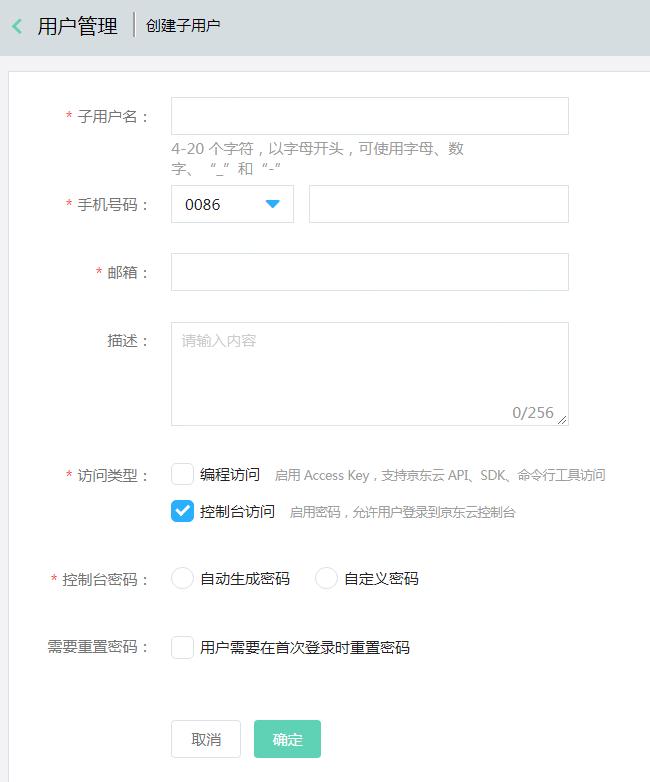 用户管理 创建子用户
* 子用户名：
4-20 个字符，以字母开头，可使用字母、数
字、“_”和“-”
* 手机号码： 0086
* 邮箱：
描述： 请输入内容
0/256
* 访问类型： 编程访问 启用 Access Key，支持京东云 API、SDK、命令行工具访问
控制台访问 启用密码，允许用户登录到京东云控制台
* 控制台密码： 自动生成密码 自定义密码
需要重置密码： 用户需要在首次登录时重置密码
取消 确定